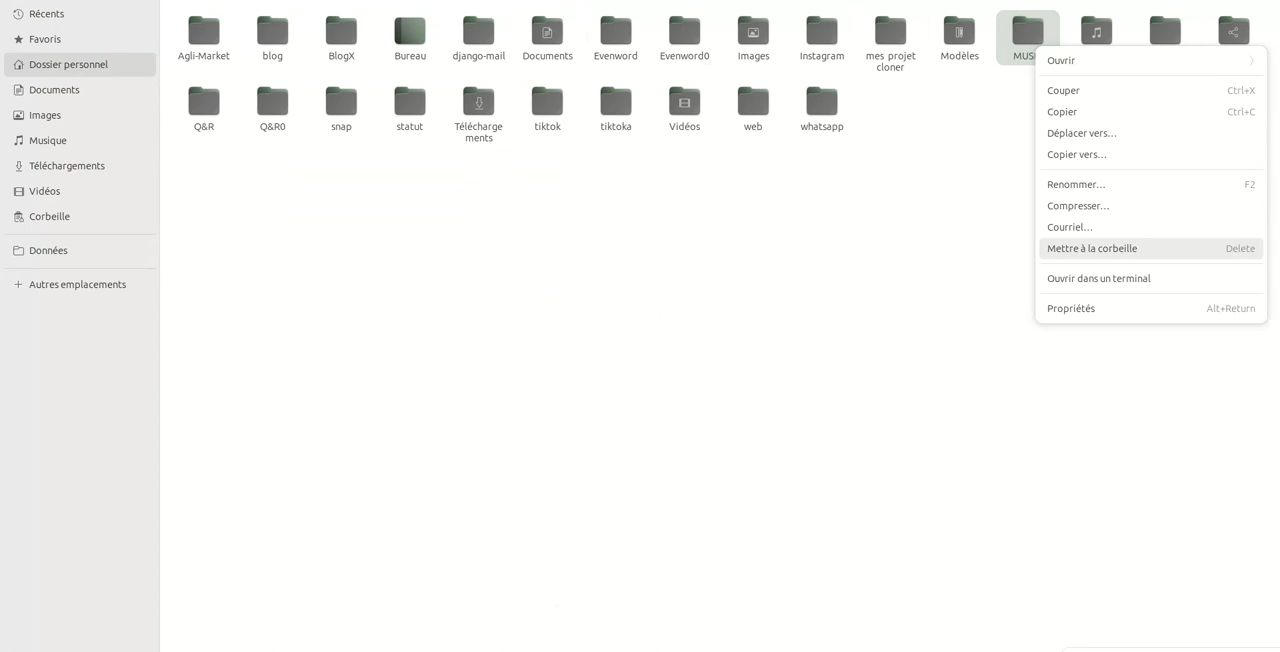 Récents
Favoris
Dossier personnel
Documents
Images
Musique
Téléchargements
Vidéos
Corbeille
Données
Autres emplacements
Agli-Market
blog
BlogX
Bureau
django-mail
Documents
Evenword
Evenword0
Images
Instagram
mes projet
cloner
Modèles
Q&R
Q&R0
snap
statut
Télécharge
ments
tiktok
tiktoka
Vidéos
web
whatsapp
Ouvrir
Couper Ctrl+X
Copier Ctrl+C
Déplacer vers…
Copier vers…
Renommer… F2
Compresser…
Courriel…
Mettre à la corbeille Delete
Ouvrir dans un terminal
Propriétés Alt+Return